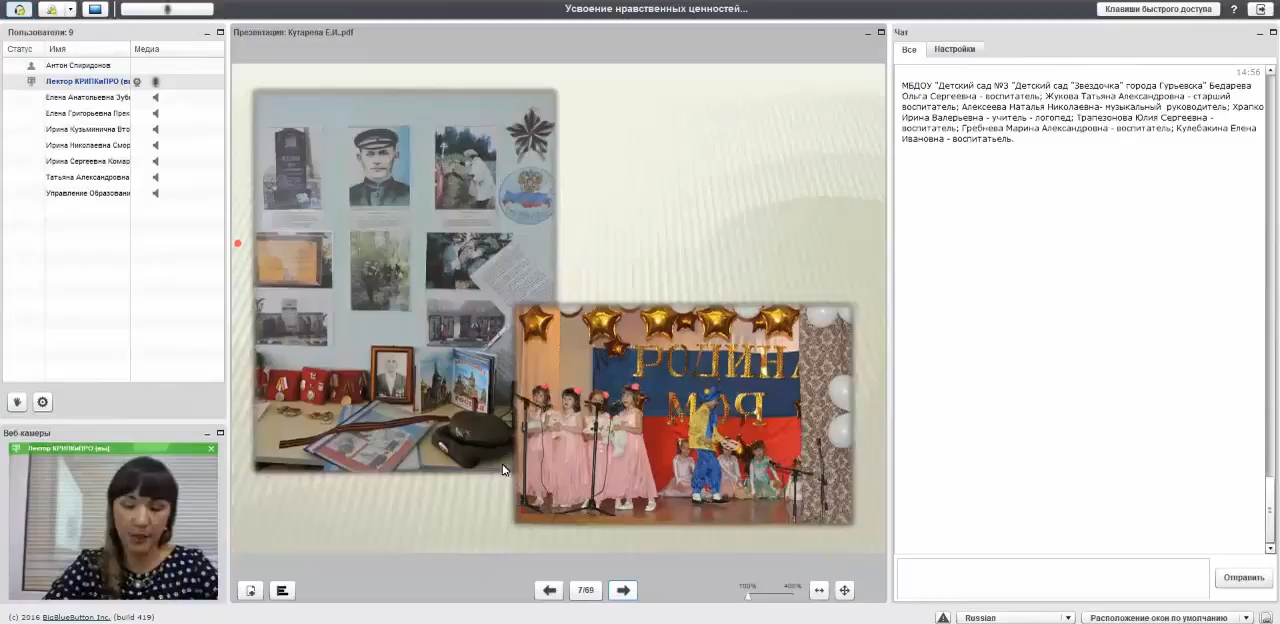 Усвоение нравственных ценностей...
Клавиши быстрого доступа
?
Пользователи: 9
Статус Имя Медиа
Антон Спиридонов
Лектор КРИПКиПРО (вы
Елена Анатольевна Зуб
Елена Григорьевна Прек
Ирина Кузьминична Вто
Ирина Николаевна Смор
Ирина Сергеевна Комар
Татьяна Александровна
Управление Образовани
Веб-камеры
Лектор КРИПКиПРО (вы)
Презентация: Кутарева Е.И..pdf
РОДИНА
МОЯ
7/69
100% 400%
Чат
Все Настройки
14:56
МБДОУ "Детский сад №3 "Детский сад "Звездочка" города Гурьевска" Бедарева
Ольга Сергеевна - воспитатель; Жукова Татьяна Александровна - старший
воспитатель; Алексеева Наталья Николаевна- музыкальный руководитель; Храпко
Ирина Валерьевна - учитель - логопед; Трапезонова Юлия Сергеевна -
воспитатель; Гребнева Марина Александровна - воспитатель; Кулебакина Елена
Ивановна - воспитатьель.
Отправить
(c) 2016 BigBlueButton Inc. (build 419)
Russian
Расположение окон по умолчанию